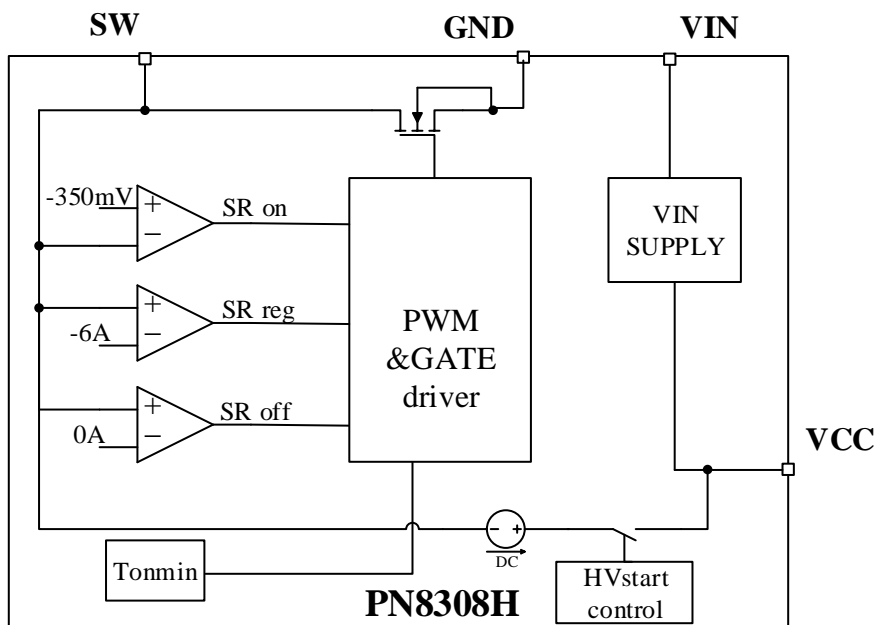 SW
GND
VIN
-350mV
+
−
SR on
VIN
SUPPLY
+
−
-6A
SR reg
PWM
&GATE
driver
+
−
0A
SR off
VCC
- +
DC
Tonmin
HVstart
control
PN8308H